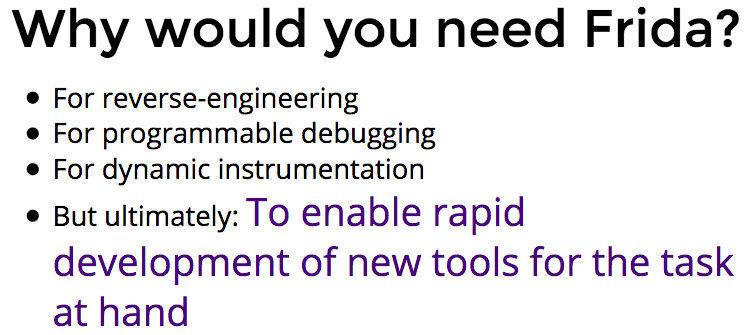 Why would you need Frida?
• For reverse-engineering
• For programmable debugging
• For dynamic instrumentation
• But ultimately: To enable rapid
development of new tools for the task
at hand